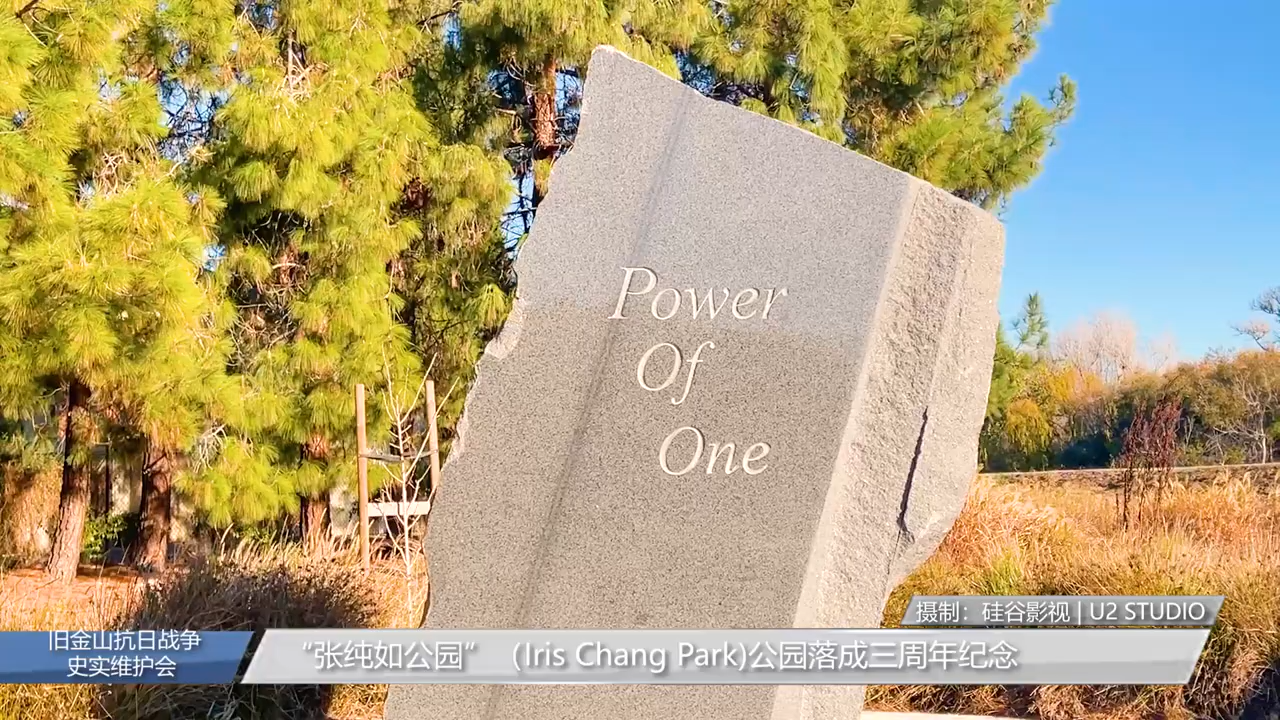 Power
Of
One
摄制：硅谷影视 | U2 STUDIO
旧金山抗日战争
史实维护会
“张纯如公园” (Iris Chang Park)公园落成三周年纪念